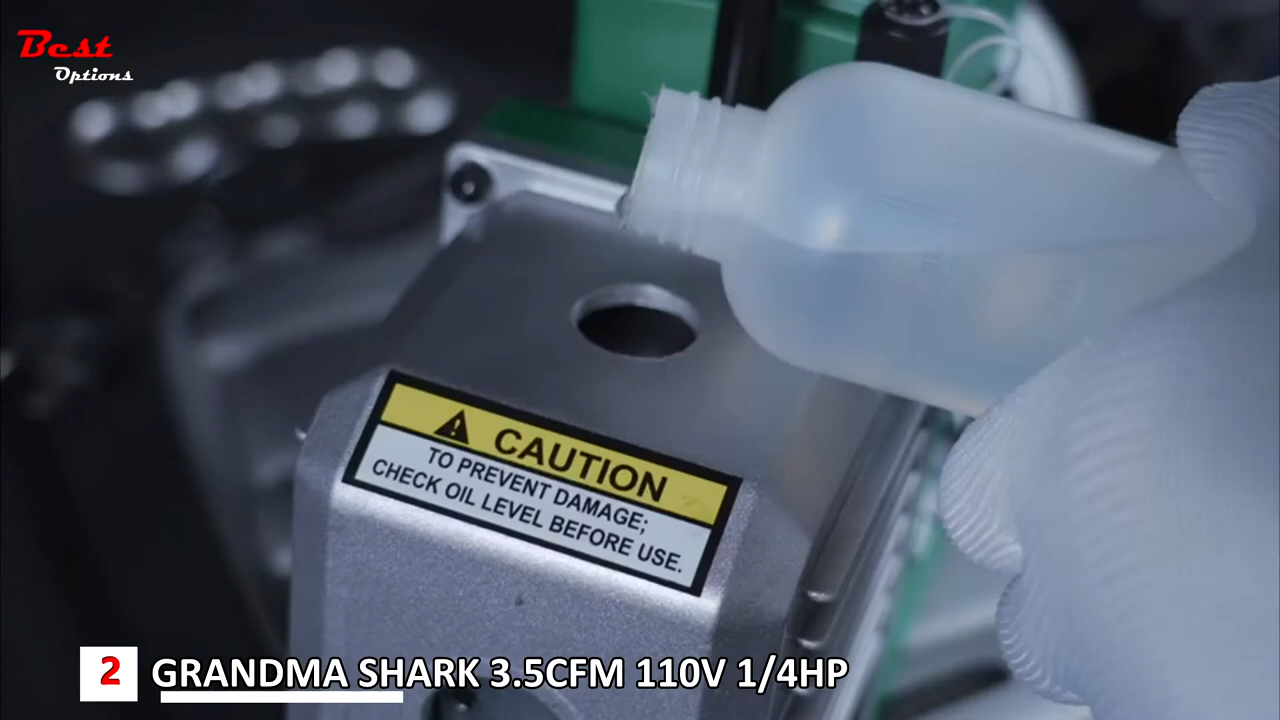 Best
Options
CAUTION
TO PREVENT DAMAGE;
CHECK OIL LEVEL BEFORE USE.
2 GRANDMA SHARK 3.5CFM 110V 1/4HP